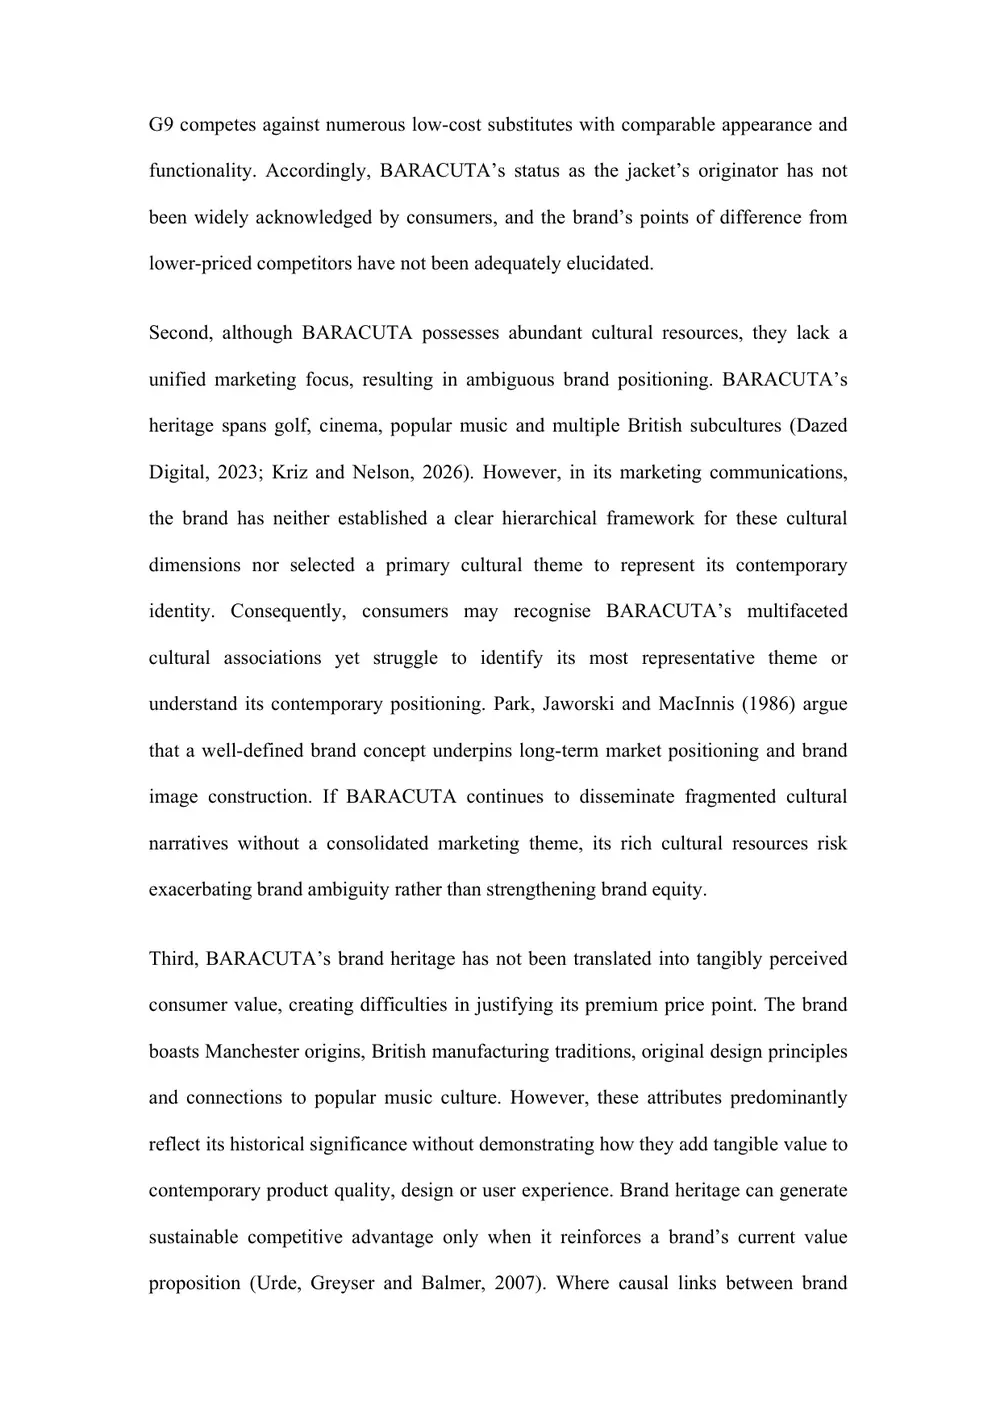 G9 competes against numerous low-cost substitutes with comparable appearance and
functionality. Accordingly, BARACUTA’s status as the jacket’s originator has not
been widely acknowledged by consumers, and the brand’s points of difference from
lower-priced competitors have not been adequately elucidated.
Second, although BARACUTA possesses abundant cultural resources, they lack a
unified marketing focus, resulting in ambiguous brand positioning. BARACUTA’s
heritage spans golf, cinema, popular music and multiple British subcultures (Dazed
Digital, 2023; Kriz and Nelson, 2026). However, in its marketing communications,
the brand has neither established a clear hierarchical framework for these cultural
dimensions nor selected a primary cultural theme to represent its contemporary
identity. Consequently, consumers may recognise BARACUTA’s multifaceted
cultural associations yet struggle to identify its most representative theme or
understand its contemporary positioning. Park, Jaworski and MacInnis (1986) argue
that a well-defined brand concept underpins long-term market positioning and brand
image construction. If BARACUTA continues to disseminate fragmented cultural
narratives without a consolidated marketing theme, its rich cultural resources risk
exacerbating brand ambiguity rather than strengthening brand equity.
Third, BARACUTA’s brand heritage has not been translated into tangibly perceived
consumer value, creating difficulties in justifying its premium price point. The brand
boasts Manchester origins, British manufacturing traditions, original design principles
and connections to popular music culture. However, these attributes predominantly
reflect its historical significance without demonstrating how they add tangible value to
contemporary product quality, design or user experience. Brand heritage can generate
sustainable competitive advantage only when it reinforces a brand’s current value
proposition (Urde, Greyser and Balmer, 2007). Where causal links between brand